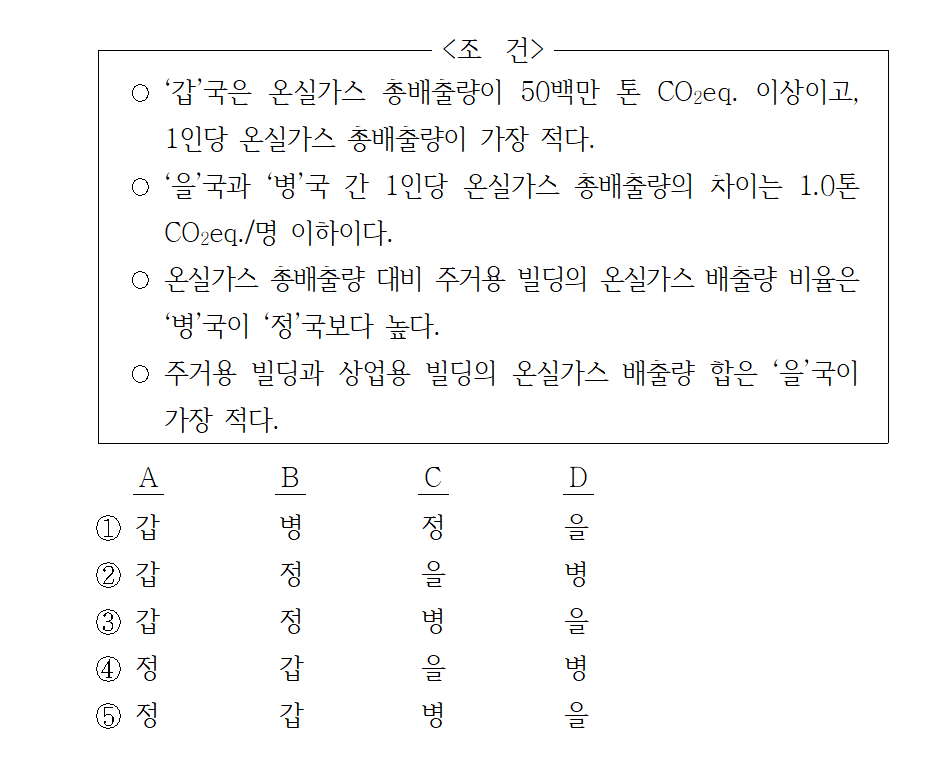 <조 건>
○ ‘갑’국은 온실가스 총배출량이 50백만 톤 CO₂eq. 이상이고,
1인당 온실가스 총배출량이 가장 적다.
○ ‘을’국과 ‘병’국 간 1인당 온실가스 총배출량의 차이는 1.0톤
CO₂eq./명 이하이다.
○ 온실가스 총배출량 대비 주거용 빌딩의 온실가스 배출량 비율은
‘병’국이 ‘정’국보다 높다.
○ 주거용 빌딩과 상업용 빌딩의 온실가스 배출량 합은 ‘을’국이
가장 적다.
A B C D
① 갑 병 정 을
② 갑 정 을 병
③ 갑 정 병 을
④ 정 갑 을 병
⑤ 정 갑 병 을